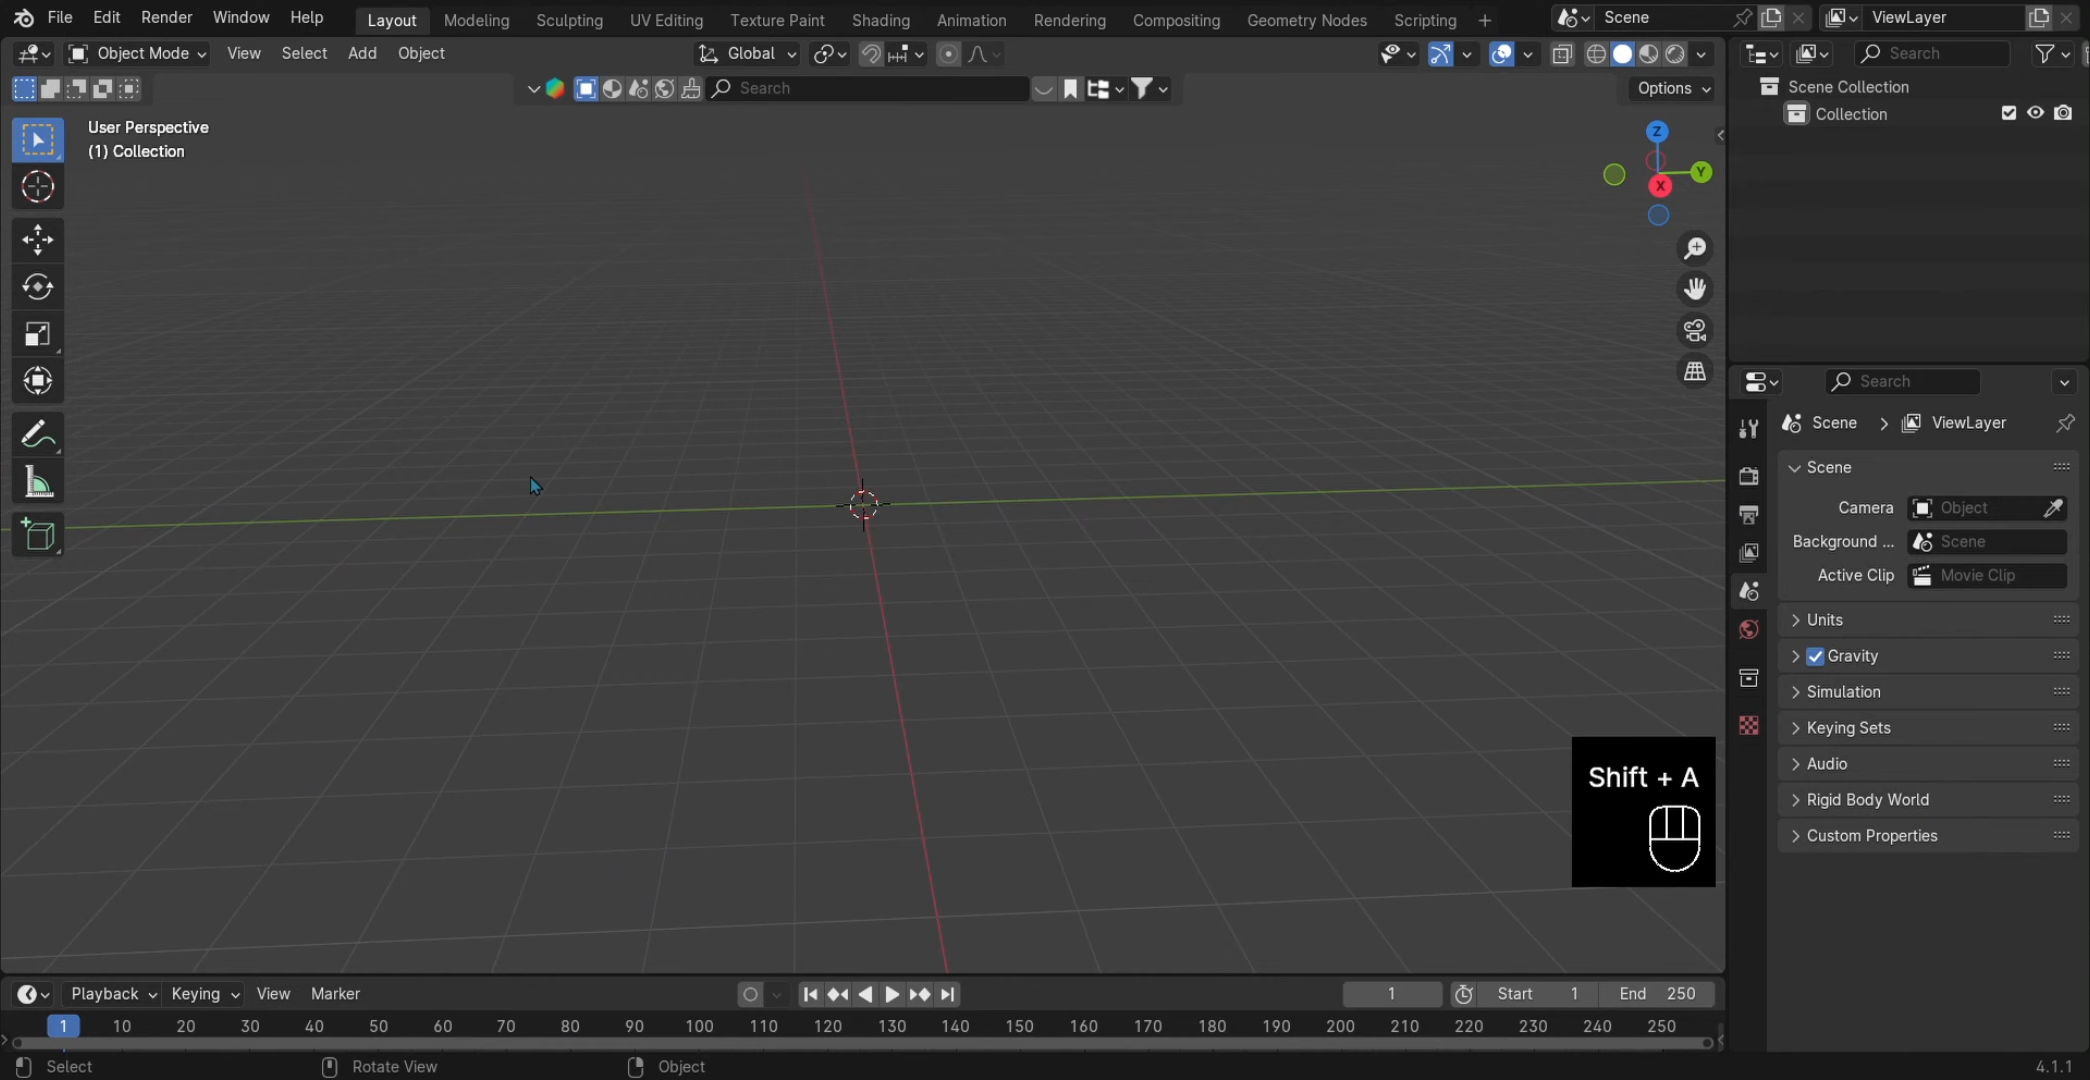 File Edit Render Window Help Layout Modeling Sculpting UV Editing Texture Paint Shading Animation Rendering Compositing Geometry Nodes Scripting + Scene ViewLayer
Object Mode View Select Add Object Global Search
Search Options
User Perspective
(1) Collection
Z
Y
X
Scene Collection
Collection
Search
Scene > ViewLayer
Scene
Camera Object
Background ... Scene
Active Clip Movie Clip
Units
Gravity
Simulation
Keying Sets
Audio
Rigid Body World
Custom Properties
Shift + A
Playback Keying View Marker 1 Start 1 End 250
1 10 20 30 40 50 60 70 80 90 100 110 120 130 140 150 160 170 180 190 200 210 220 230 240 250
Select Rotate View Object 4.1.1